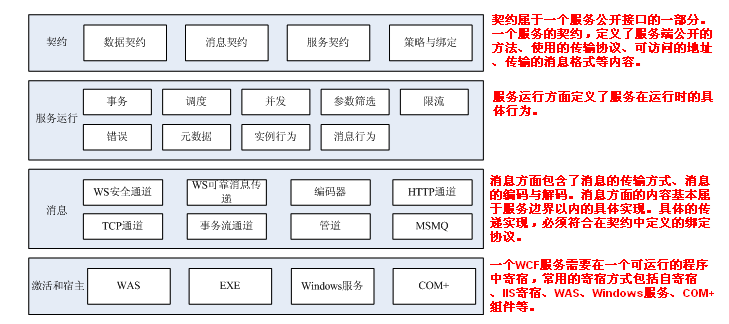 契约
数据契约
消息契约
服务契约
策略与绑定
契约属于一个服务公开接口的一部分。
一个服务的契约，定义了服务端公开的
方法、使用的传输协议、可访问的地址
、传输的消息格式等内容。
服务运行
事务
调度
并发
参数筛选
限流
错误
元数据
实例行为
消息行为
服务运行方面定义了服务在运行时的具
体行为。
消息
WS安全通道
WS可靠消息传
递
编码器
HTTP通道
TCP通道
事务流通道
管道
MSMQ
消息方面包含了消息的传输方式、消息
的编码与解码。消息方面的内容基本属
于服务边界以内的具体实现。具体的传
递实现，必须符合在契约中定义的绑定
协议。
激活和宿主
WAS
EXE
Windows服务
COM+
一个WCF服务需要在一个可运行的程序
中寄宿，常用的寄宿方式包括自寄宿
、IIS寄宿、WAS、Windows服务、COM+
组件等。